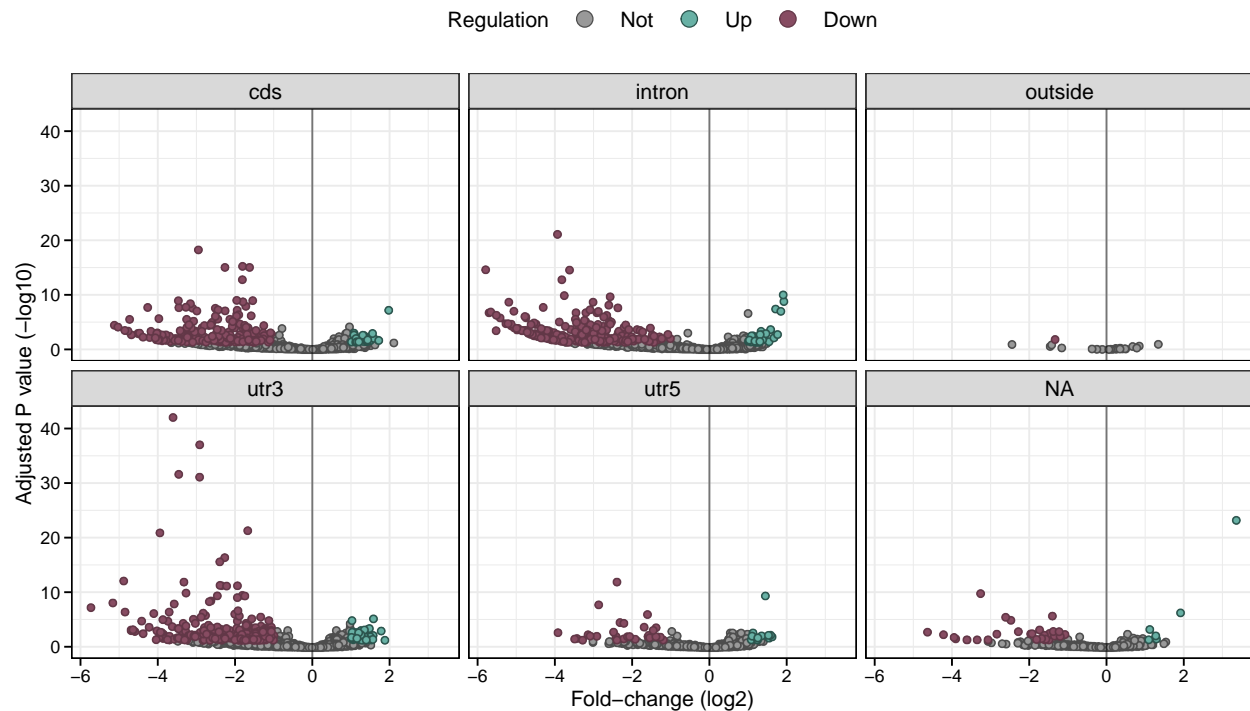 Regulation Not Up Down
cds intron outside
40
30
20
10
0
utr3 utr5 NA
40
30
20
10
0
−6 −4 −2 0 2 −6 −4 −2 0 2 −6 −4 −2 0 2
Fold−change (log2)
Adjusted P value (−log10)